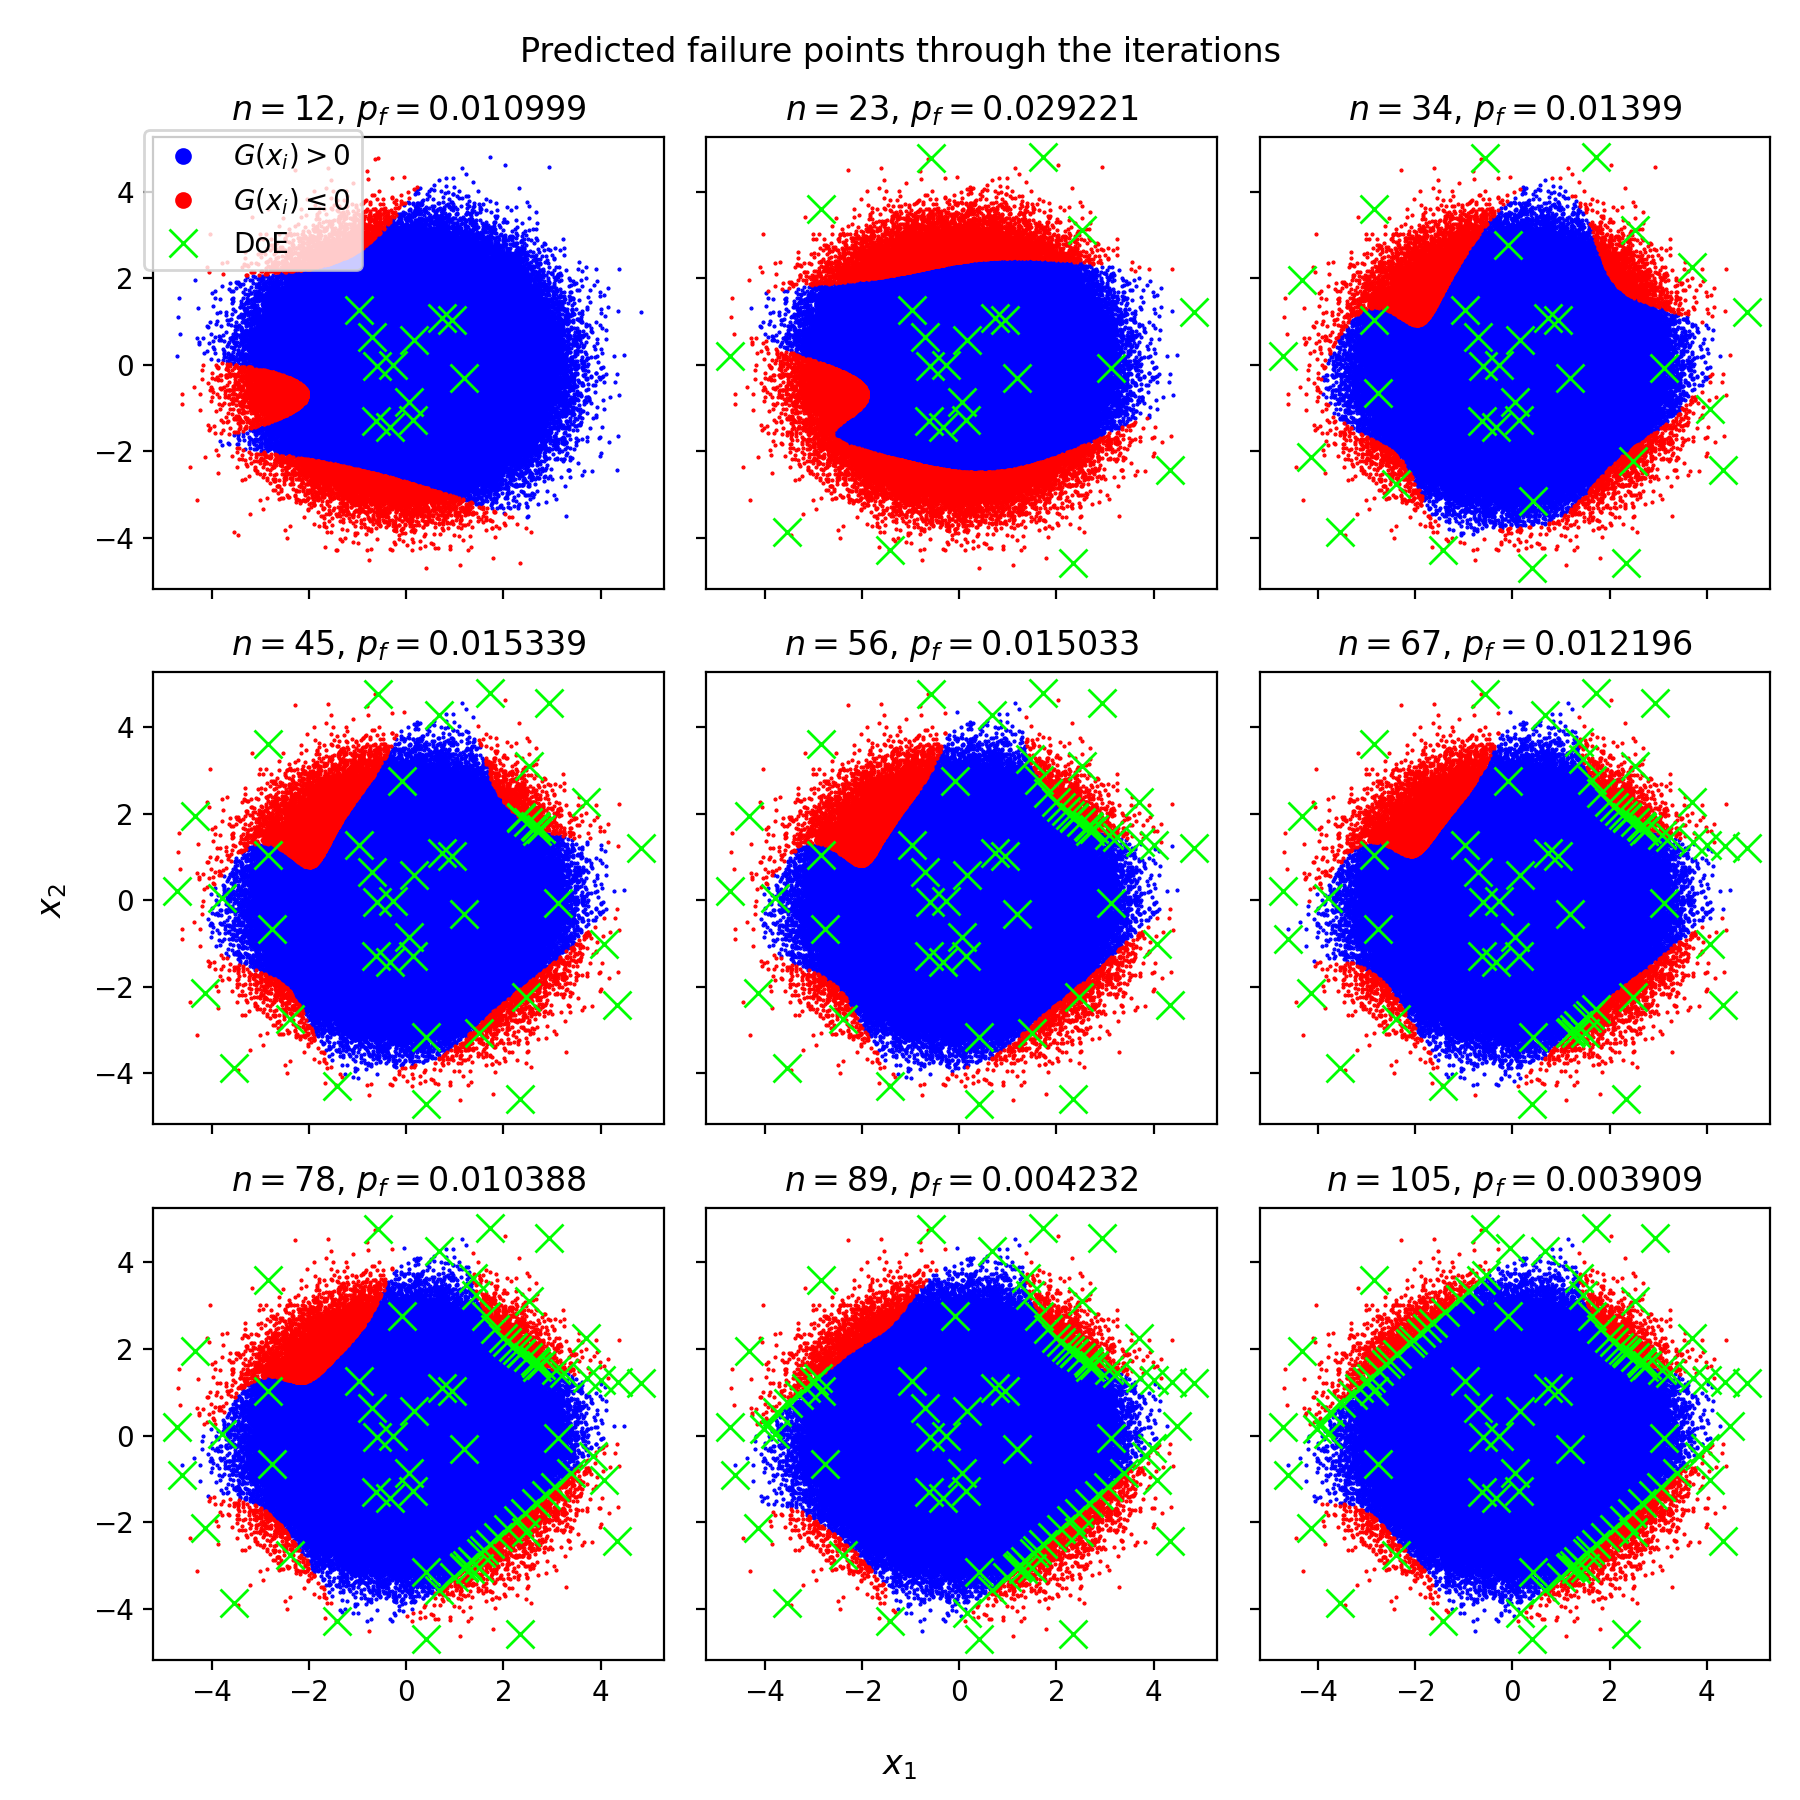 Predicted failure points through the iterations
n = 12, p_f = 0.010999
n = 23, p_f = 0.029221
n = 34, p_f = 0.01399
G(x_i) > 0
G(x_i) ≤ 0
DoE
4
2
0
−2
−4
n = 45, p_f = 0.015339
n = 56, p_f = 0.015033
n = 67, p_f = 0.012196
4
2
0
−2
−4
x_2
n = 78, p_f = 0.010388
n = 89, p_f = 0.004232
n = 105, p_f = 0.003909
4
2
0
−2
−4
−4 −2 0 2 4
−4 −2 0 2 4
−4 −2 0 2 4
x_1